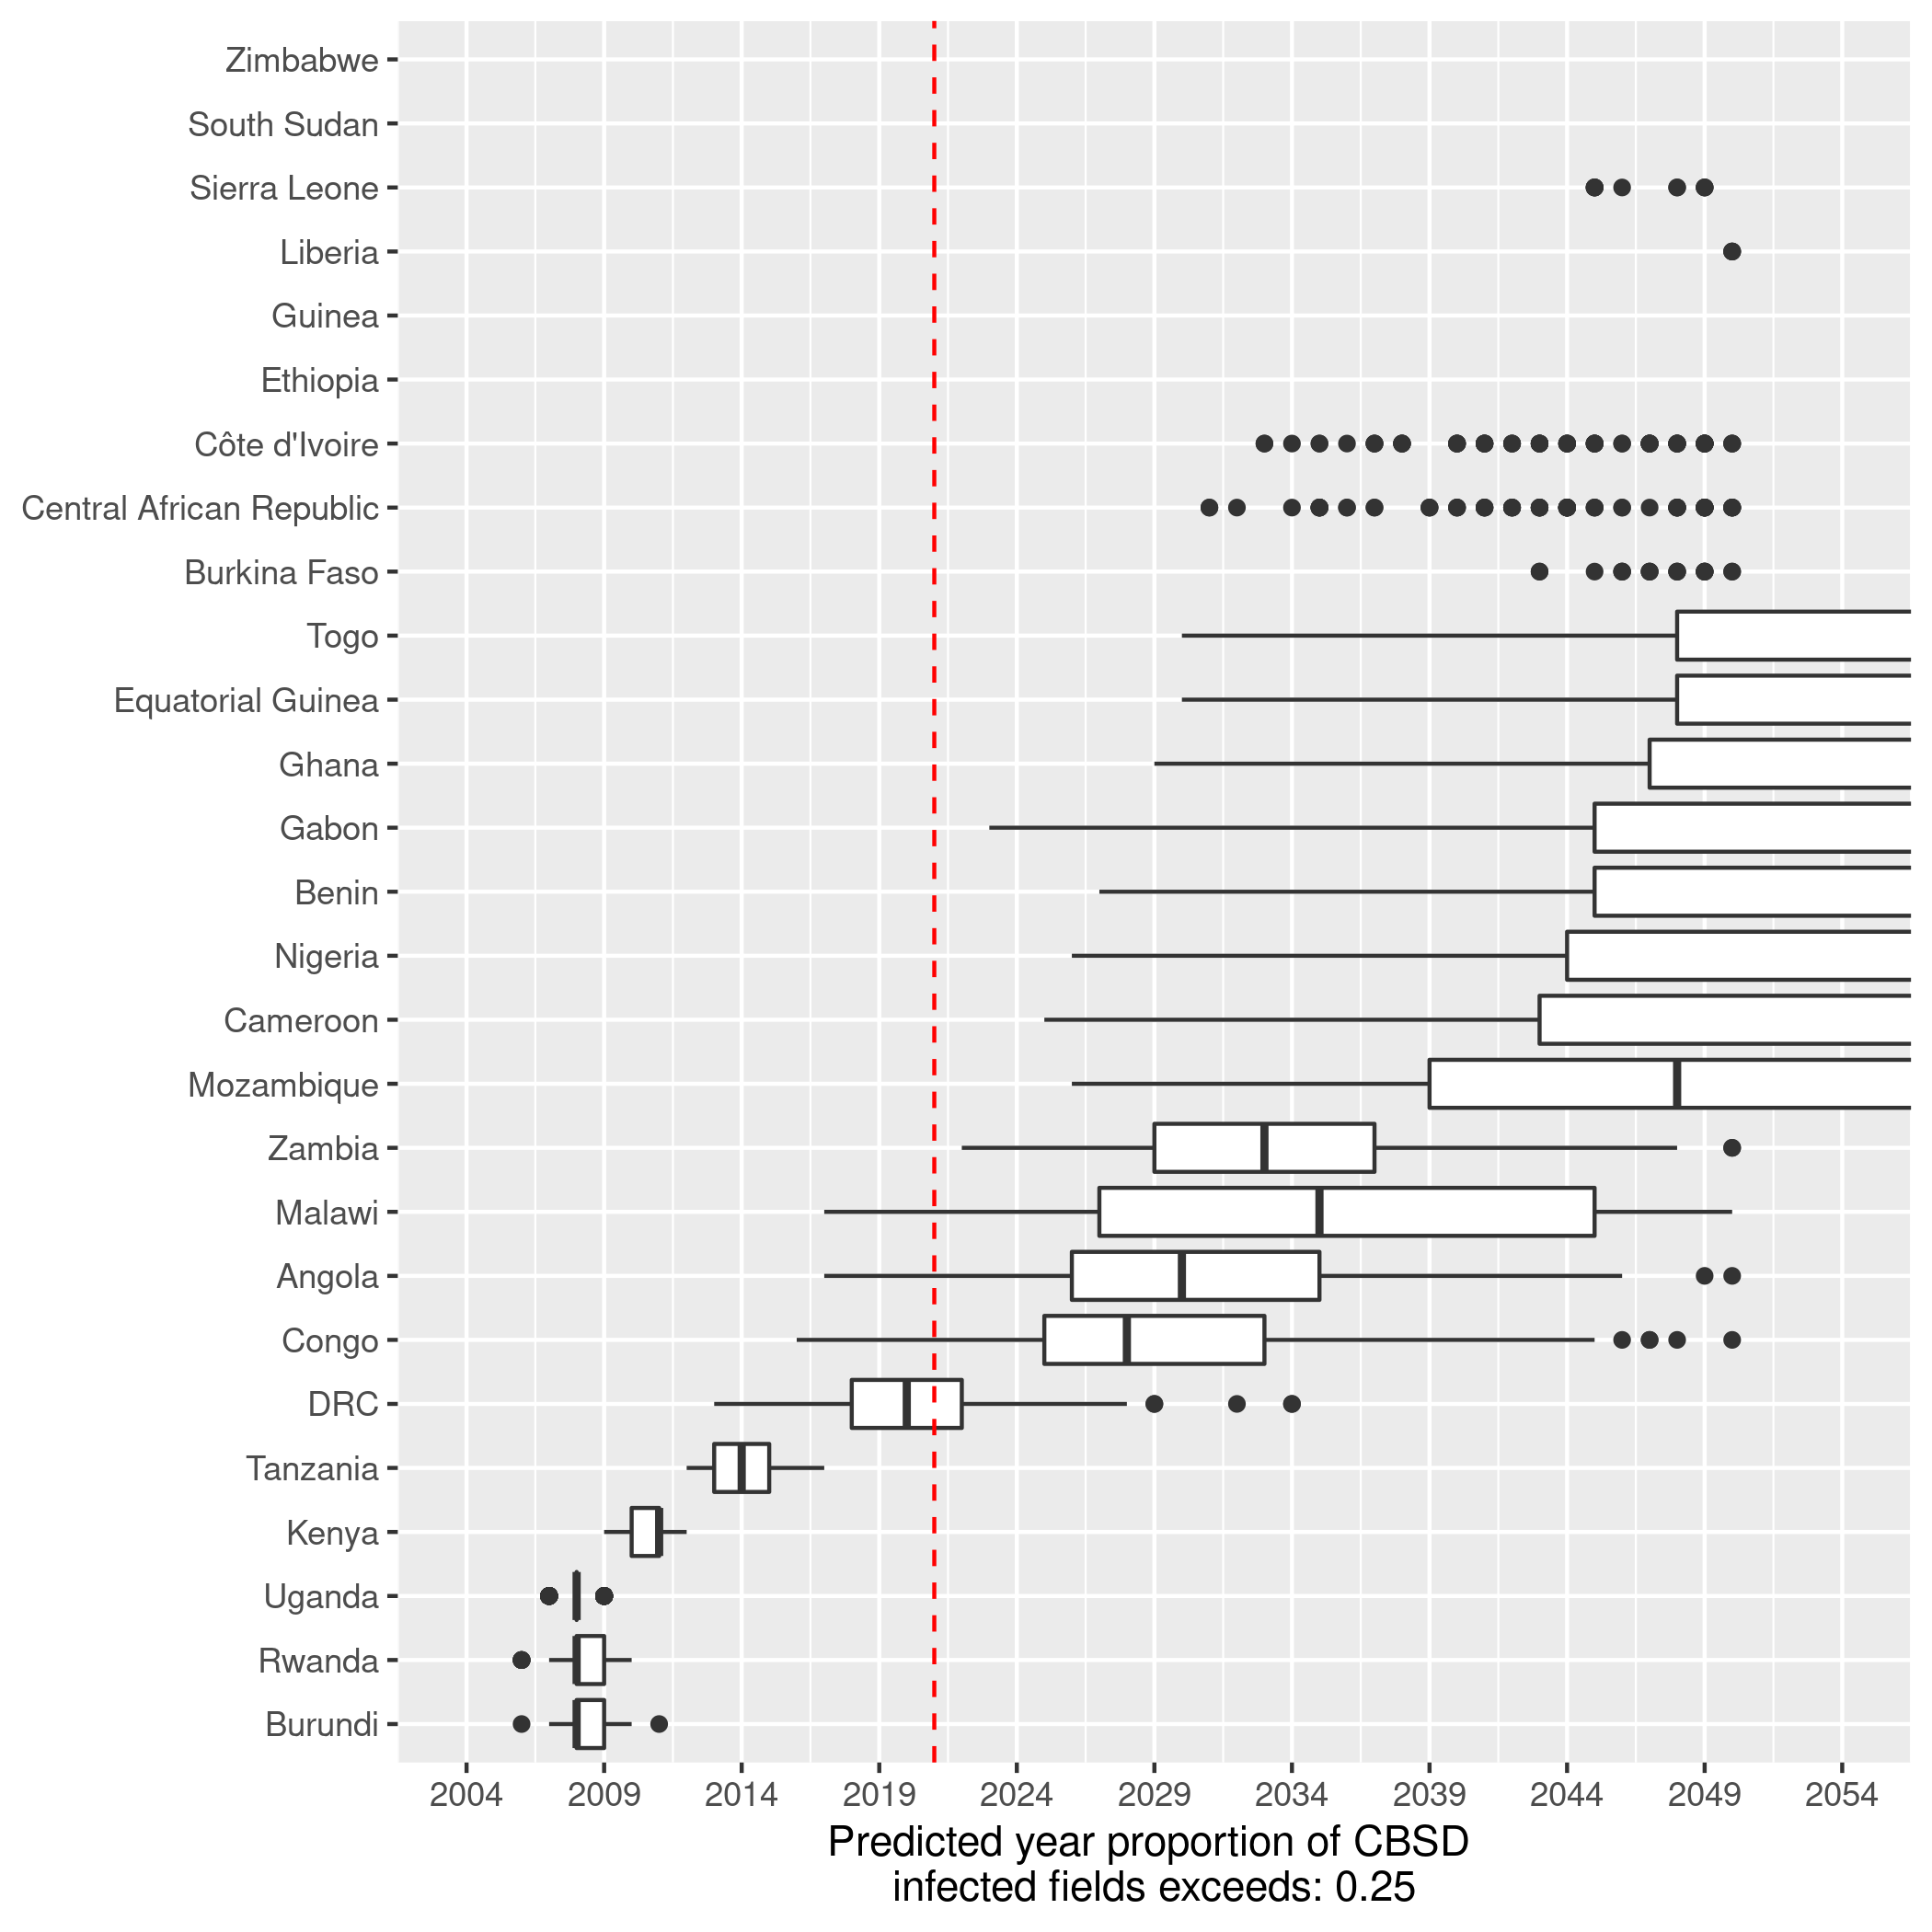 Zimbabwe
South Sudan
Sierra Leone
Liberia
Guinea
Ethiopia
Côte d'Ivoire
Central African Republic
Burkina Faso
Togo
Equatorial Guinea
Ghana
Gabon
Benin
Nigeria
Cameroon
Mozambique
Zambia
Malawi
Angola
Congo
DRC
Tanzania
Kenya
Uganda
Rwanda
Burundi
2004 2009 2014 2019 2024 2029 2034 2039 2044 2049 2054
Predicted year proportion of CBSD
infected fields exceeds: 0.25